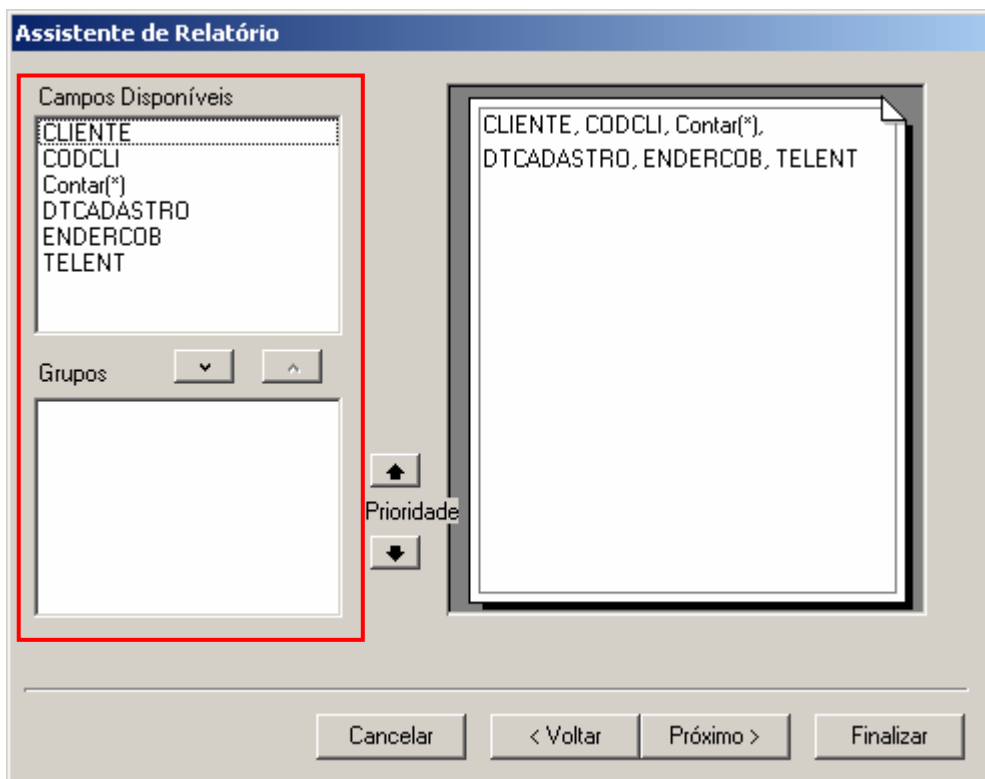 Assistente de Relatório
Campos Disponíveis
CLIENTE
CODCLI
Contar(*)
DTCADASTRO
ENDERCOB
TELENT
Grupos
Prioridade
CLIENTE, CODCLI, Contar(*),
DTCADASTRO, ENDERCOB, TELENT
Cancelar
< Voltar
Próximo >
Finalizar